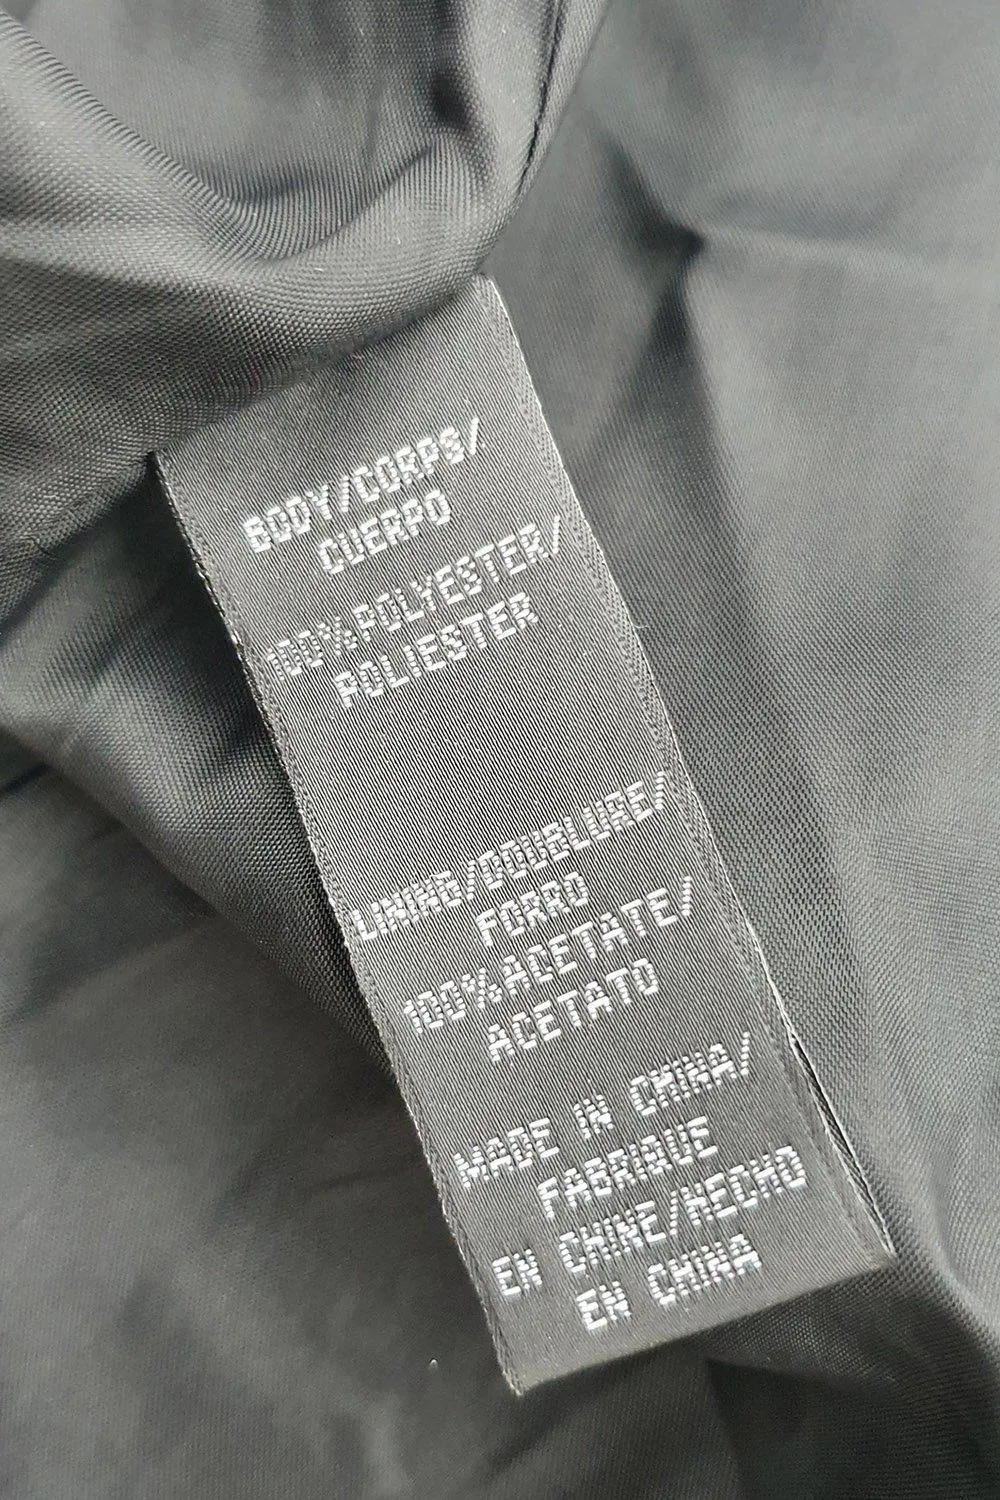 BODY/CORPS/
CUERPO
100%POLYESTER/
POLIESTER
LINING/DOUBLURE/
FORRO
100%ACETATE/
ACETATO
MADE IN CHINA/
FABRIQUE
EN CHINE/HECHO
EN CHINA